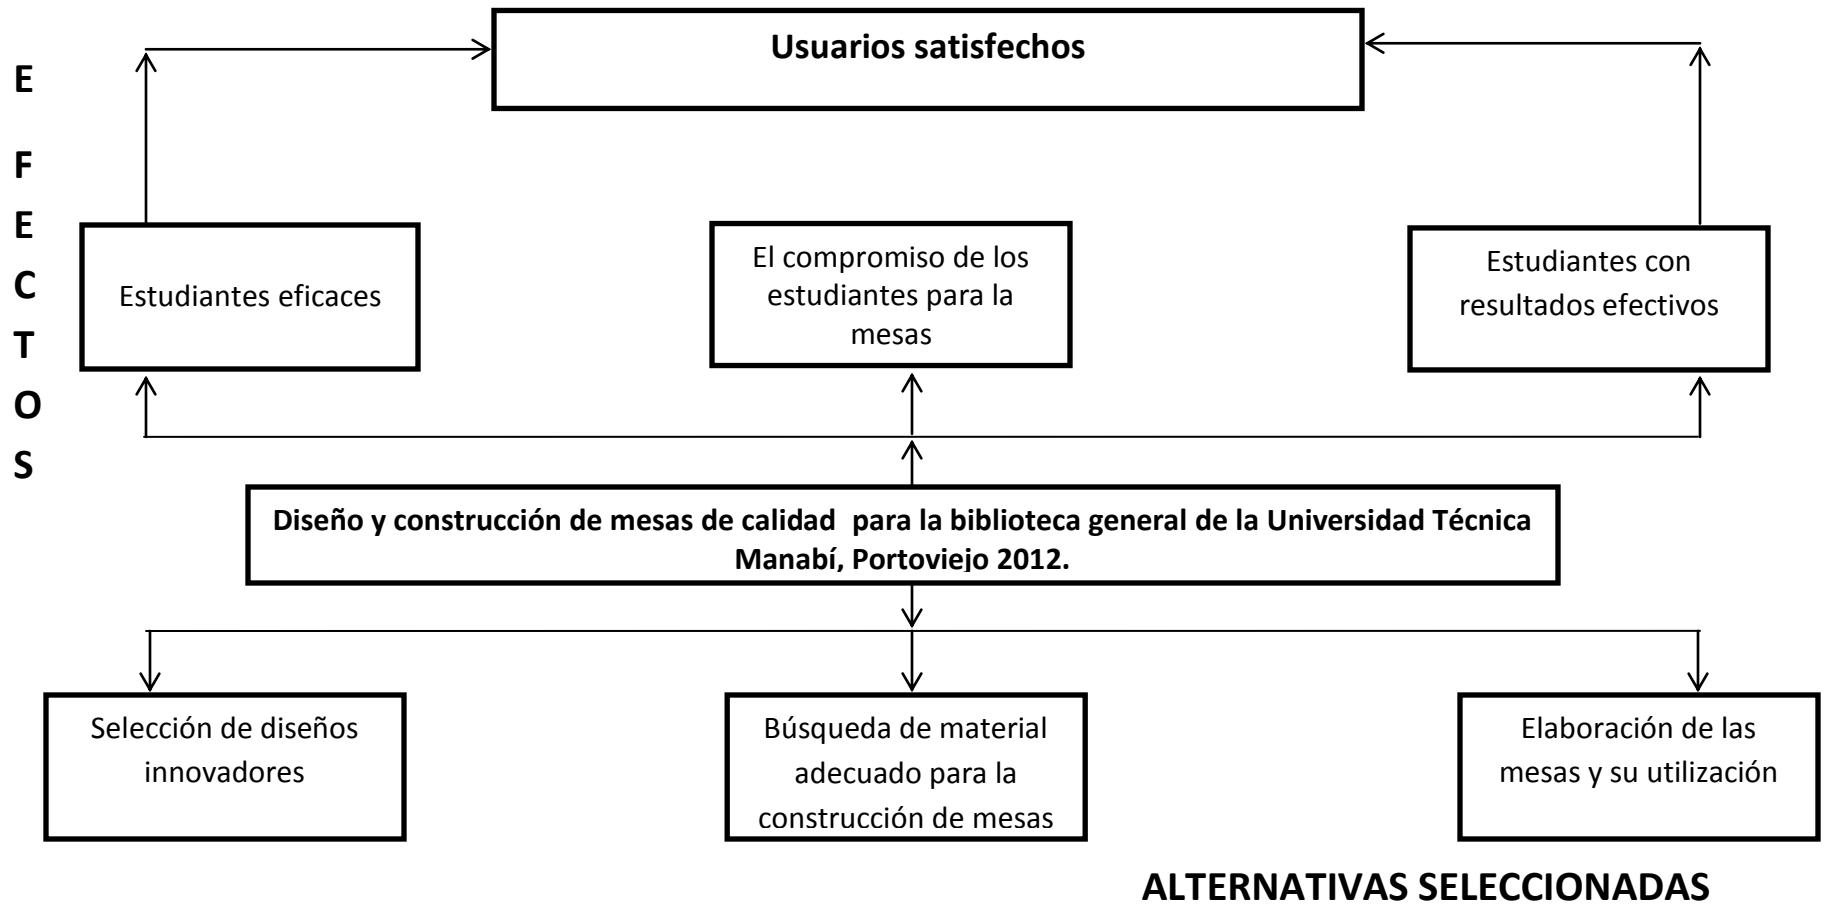 Usuarios satisfechos
E
F
E
C
T
O
S
Estudiantes eficaces
El compromiso de los
estudiantes para la
mesas
Estudiantes con
resultados efectivos
Diseño y construcción de mesas de calidad  para la biblioteca general de la Universidad Técnica
Manabí, Portoviejo 2012.
Selección de diseños
innovadores
Búsqueda de material
adecuado para la
construcción de mesas
Elaboración de las
mesas y su utilización
ALTERNATIVAS SELECCIONADAS